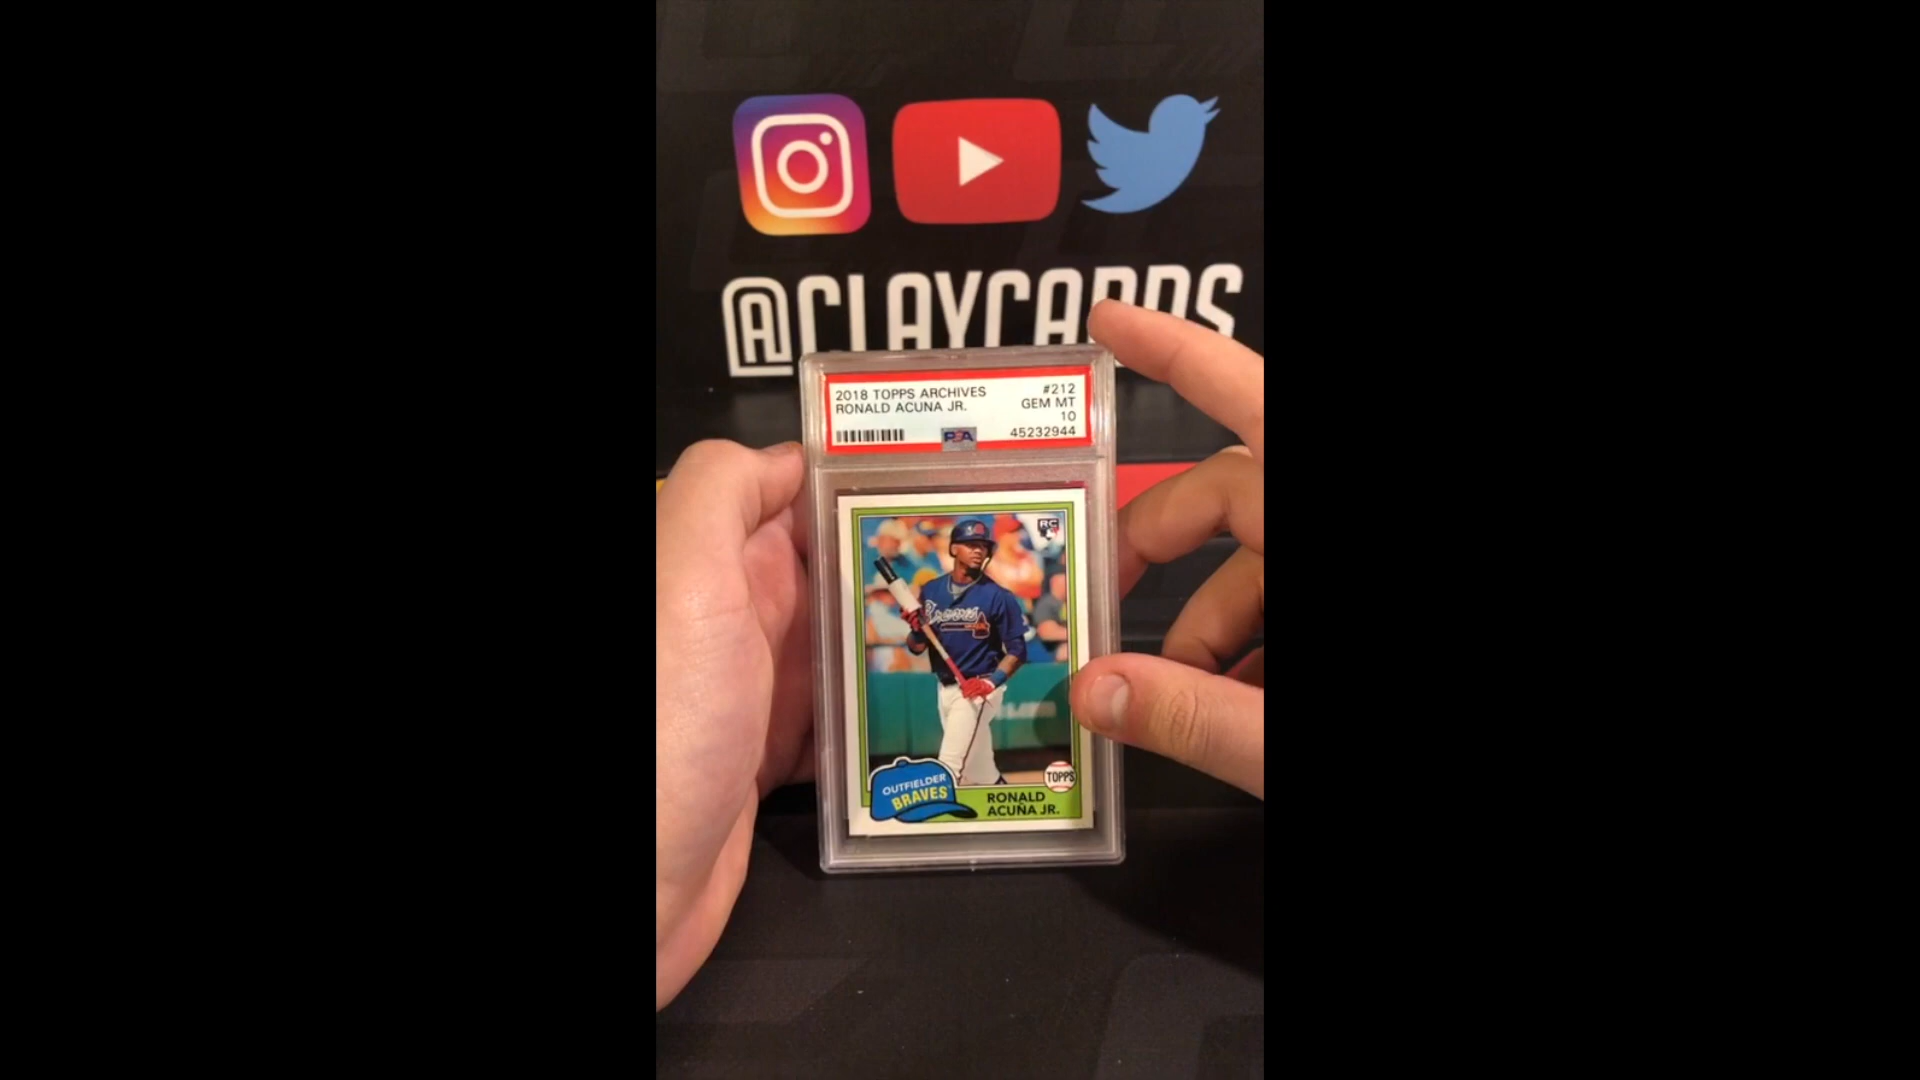 @CLAYCARDS
2018 TOPPS ARCHIVES #212
RONALD ACUNA JR. GEM MT
10
PSA 45232944
RC
Braves
TOPPS
OUTFIELDER
BRAVES
RONALD
ACUÑA JR.